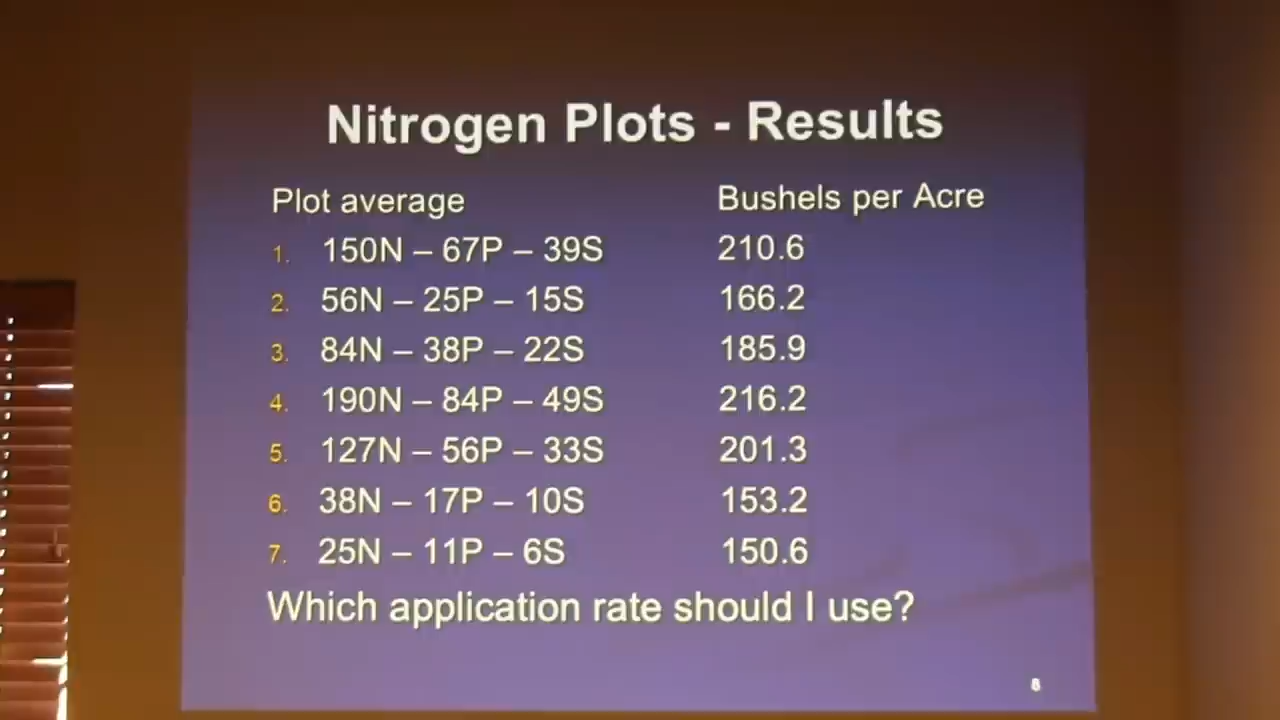 Nitrogen Plots - Results
Plot average Bushels per Acre
1. 150N – 67P – 39S 210.6
2. 56N – 25P – 15S 166.2
3. 84N – 38P – 22S 185.9
4. 190N – 84P – 49S 216.2
5. 127N – 56P – 33S 201.3
6. 38N – 17P – 10S 153.2
7. 25N – 11P – 6S 150.6
Which application rate should I use?
8